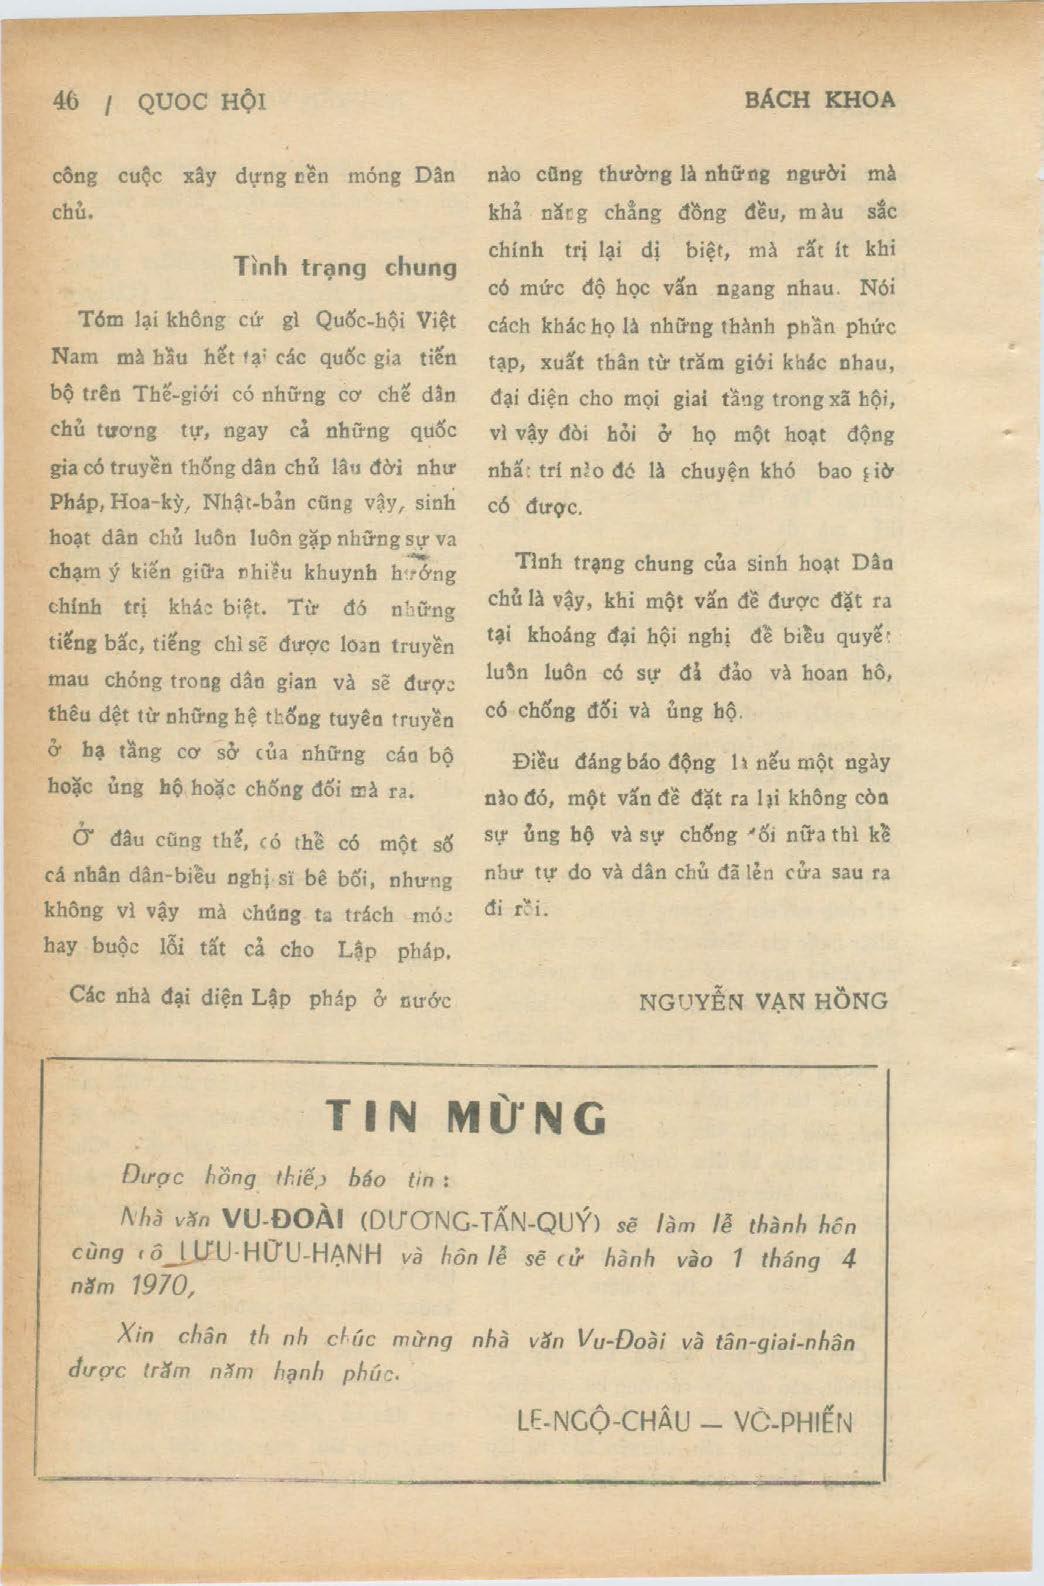 46 / QUOC HỘI
BÁCH KHOA
công cuộc xây dựng nền móng Dân
chủ.
Tình trạng chung
Tóm lại không cứ gì Quốc-hội Việt
Nam mà hầu hết tại các quốc gia tiến
bộ trên Thế-giới có những cơ chế dân
chủ tương tự, ngay cả những quốc
gia có truyền thống dân chủ lâu đời như
Pháp, Hoa-kỳ, Nhật-bản cũng vậy, sinh
hoạt dân chủ luôn luôn gặp những sự va
chạm ý kiến giữa nhiều khuynh hướng
chính trị khác biệt. Từ đó những
tiếng bấc, tiếng chì sẽ được loan truyền
mau chóng trong dân gian và sẽ được
thêu dệt từ những hệ thống tuyên truyền
ở hạ tầng cơ sở của những cán bộ
hoặc ủng hộ hoặc chống đối mà ra.
Ở đâu cũng thế, có thể có một số
cá nhân dân-biểu nghị sĩ bê bối, nhưng
không vì vậy mà chúng ta trách móc
hay buộc lỗi tất cả cho Lập pháp.
Các nhà đại diện Lập pháp ở nước
nào cũng thường là những người mà
khả năng chẳng đồng đều, màu sắc
chính trị lại dị biệt, mà rất ít khi
có mức độ học vấn ngang nhau. Nói
cách khác họ là những thành phần phức
tạp, xuất thân từ trăm giới khác nhau,
đại diện cho mọi giai tầng trong xã hội,
vì vậy đòi hỏi ở họ một hoạt động
nhất trí nào đó là chuyện khó bao giờ
có được.
Tình trạng chung của sinh hoạt Dân
chủ là vậy, khi một vấn đề được đặt ra
tại khoáng đại hội nghị để biểu quyết
luôn luôn có sự đả đảo và hoan hô,
có chống đối và ủng hộ.
Điều đáng báo động là nếu một ngày
nào đó, một vấn đề đặt ra lại không còn
sự ủng hộ và sự chống đối nữa thì kể
như tự do và dân chủ đã lẻn cửa sau ra
đi rồi.
NGUYỄN VẠN HỒNG
TIN MỪNG
Được hồng thiếp báo tin :
Nhà văn VU-ĐOÀI (DƯƠNG-TẤN-QUÝ) sẽ làm lễ thành hôn
cùng cô LƯU-HỮU-HẠNH và hôn lễ sẽ cử hành vào 1 tháng 4
năm 1970,
Xin chân th nh chúc mừng nhà văn Vu-Đoài và tân-giai-nhân
được trăm năm hạnh phúc.
LE-NGỘ-CHÂU — VÕ-PHIẾN